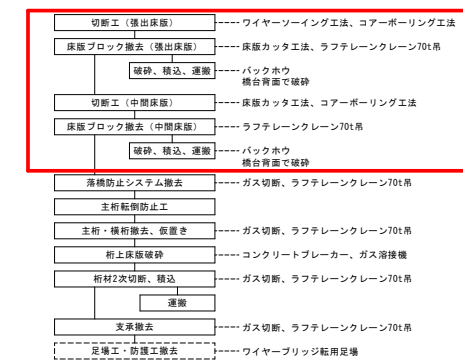 切断工（張出床版） ワイヤーソーイング工法、コアーボーリング工法
床版ブロック撤去（張出床版） 床版カッタ工法、ラフテレーンクレーン70t吊
破砕、積込、運搬 バックホウ
橋台背面で破砕
切断工（中間床版） 床版カッタ工法、コアーボーリング工法
床版ブロック撤去（中間床版） ラフテレーンクレーン70t吊
破砕、積込、運搬 バックホウ
橋台背面で破砕
落橋防止システム撤去 ガス切断、ラフテレーンクレーン70t吊
主桁転倒防止工
主桁・横桁撤去、仮置き ガス切断、ラフテレーンクレーン70t吊
桁上床版破砕 コンクリートブレーカー、ガス溶接機
桁材2次切断、積込 ガス切断、ラフテレーンクレーン70t吊
運搬
支承撤去 ガス切断、ラフテレーンクレーン70t吊
足場工・防護工撤去 ワイヤーブリッジ転用足場